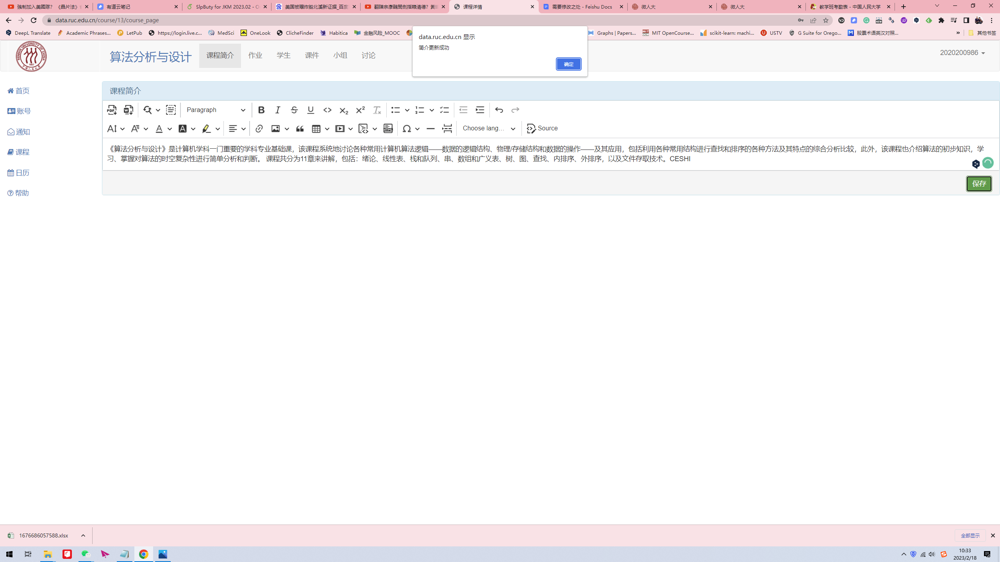 強制加入美國隊？《晶片法》
有道云笔记
SlpButy for JKM 2023.02 - O
美国被曝炸毁北溪新证据_百度
翻陳宗彥醜聞劍指賴清德？黃
课程详情
需要修改之处 - Feishu Docs
微人大
微人大
教学班考勤表 - 中国人民大学
data.ruc.edu.cn/course/13/course_page
DeepL Translate
Academic Phrases...
LetPub
https://login.live.c...
MedSci
OneLook
ClicheFinder
Habitica
金融风险_MOOC
Graphs | Papers...
MIT OpenCourse...
scikit-learn: machi...
USTV
G Suite for Orego...
股票术语英汉对照...
»
其他书签
data.ruc.edu.cn 显示
简介更新成功
确定
RENMIN UNIVERSITY OF CHINA
1937
中国人民大学
算法分析与设计
课程简介
作业
学生
课件
小组
讨论
2020200986
首页
账号
通知
课程
日历
帮助
课程简介
Paragraph
Choose lang...
Source
《算法分析与设计》是计算机学科一门重要的学科专业基础课，该课程系统地讨论各种常用计算机算法逻辑——数据的逻辑结构、物理/存储结构和数据的操作——及其应用，包括利用各种常用结构进行查找和排序的各种方法及其特点的综合分析比较，此外，该课程也介绍算法的初步知识，学
习、掌握对算法的时空复杂性进行简单分析和判断。 课程共分为11章来讲解，包括：绪论、线性表、栈和队列、串、数组和广义表、树、图、查找、内排序、外排序，以及文件存取技术。CESHI
保存
1676686057588.xlsx
全部显示
10:33
2023/2/18